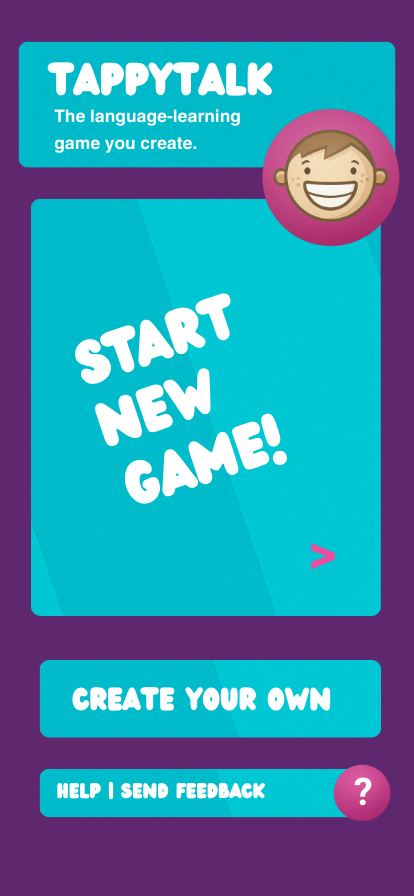 TAPPYTALK
The language-learning
game you create.
START
NEW
GAME!
>
CREATE YOUR OWN
HELP | SEND FEEDBACK
?